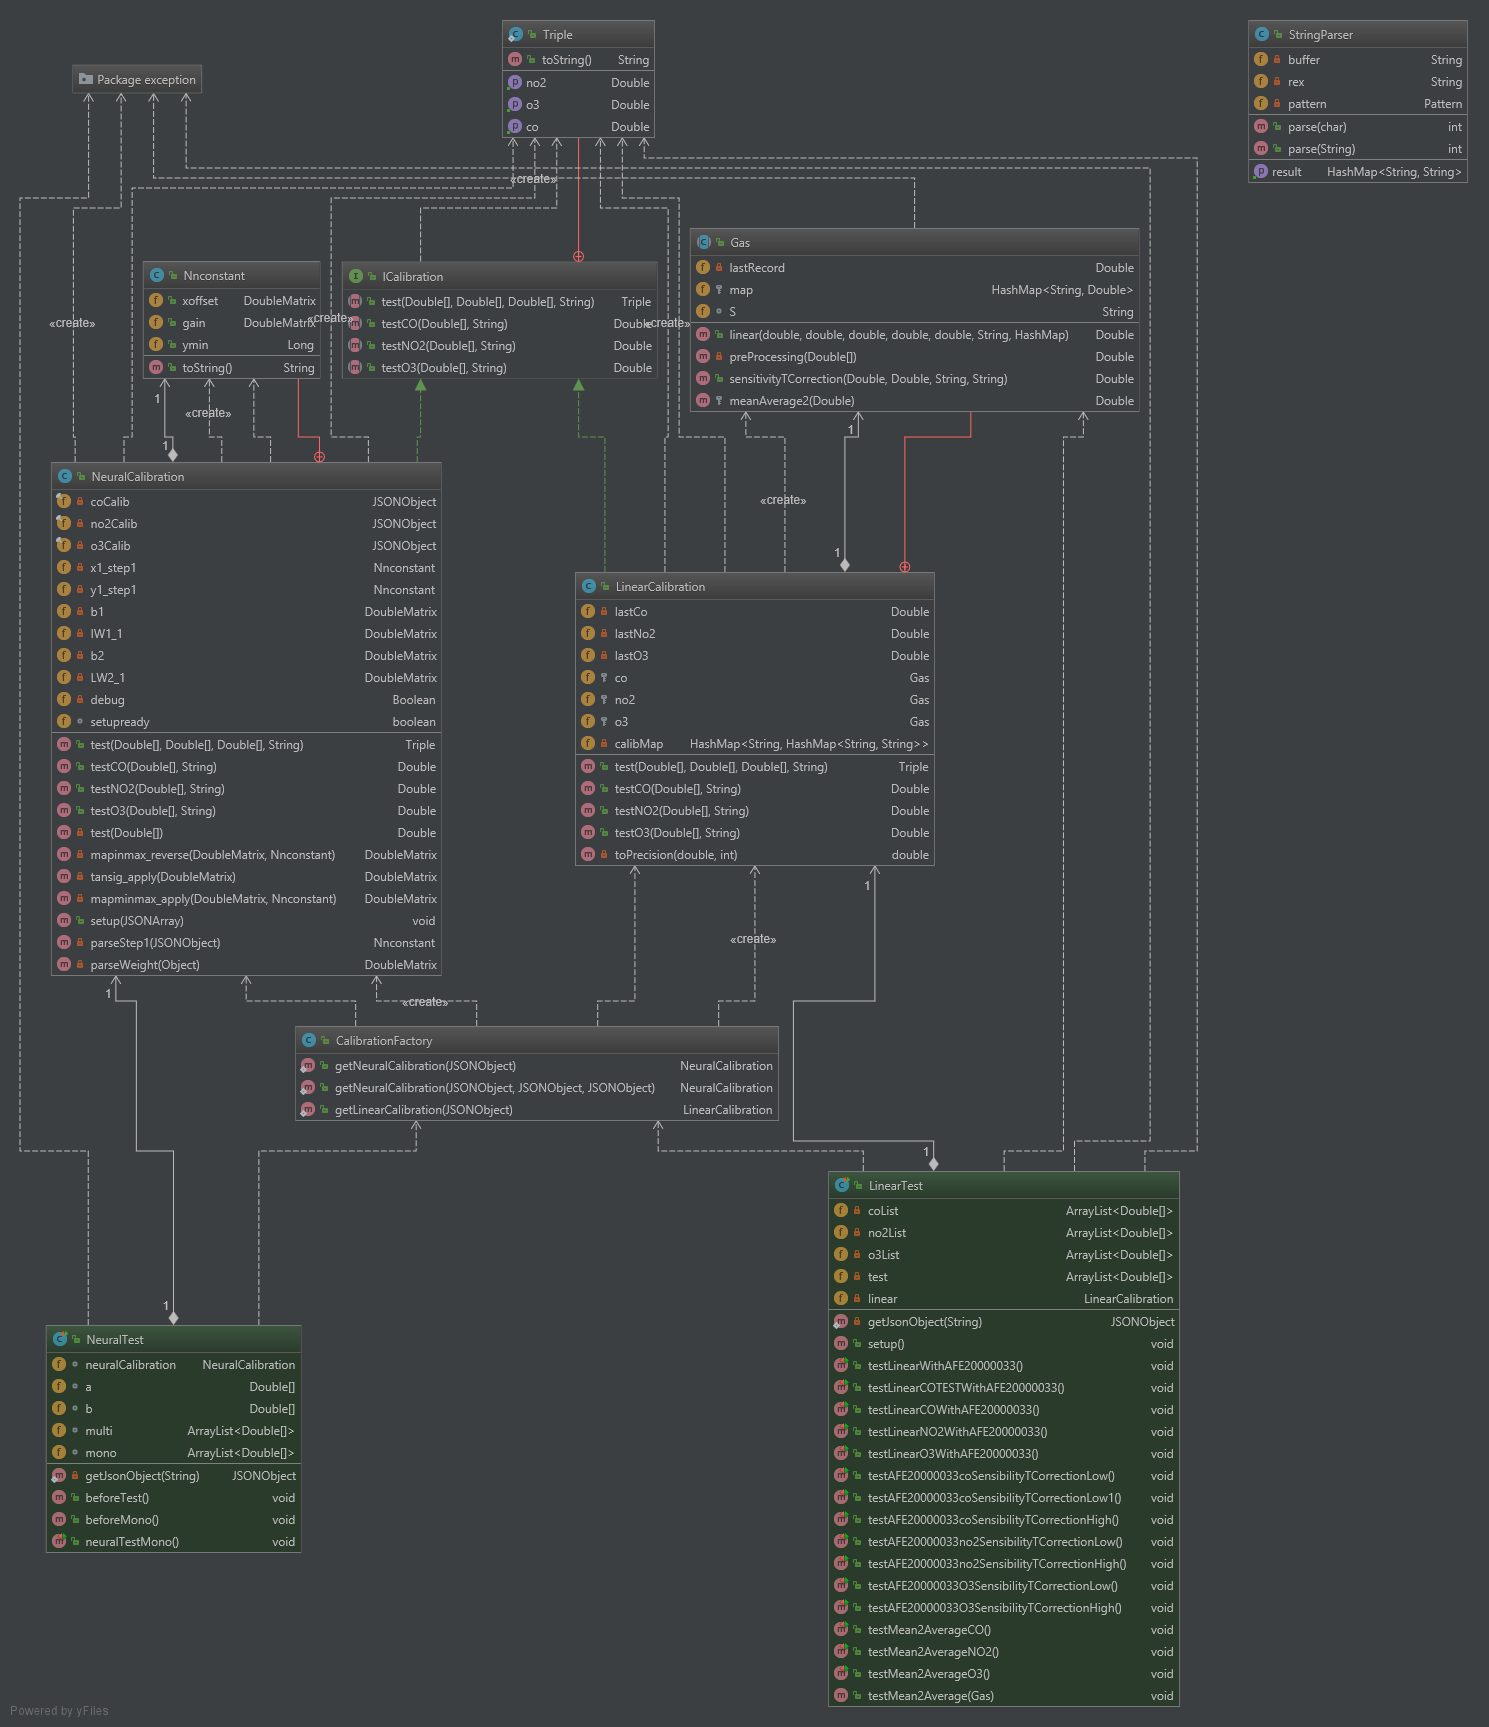 Triple
toString() String
no2 Double
o3 Double
co Double
StringParser
buffer String
rex String
pattern Pattern
parse(char) int
parse(String) int
result HashMap<String, String>
Package exception
«create»
Gas
lastRecord Double
map HashMap<String, Double>
S String
linear(double, double, double, double, double, String, HashMap) Double
preProcessing(Double[]) Double
sensitivityTCorrection(Double, Double, String, String) Double
meanAverage2(Double) Double
Nnconstant
xoffset DoubleMatrix
gain DoubleMatrix
ymin Long
toString() String
ICalibration
test(Double[], Double[], Double[], String) Triple
testCO(Double[], String) Double
testNO2(Double[], String) Double
testO3(Double[], String) Double
«create»
«create»
«create»
1
«create»
1
1
1
NeuralCalibration
coCalib JSONObject
no2Calib JSONObject
o3Calib JSONObject
x1_step1 Nnconstant
y1_step1 Nnconstant
b1 DoubleMatrix
IW1_1 DoubleMatrix
b2 DoubleMatrix
LW2_1 DoubleMatrix
debug Boolean
setupready boolean
test(Double[], Double[], Double[], String) Triple
testCO(Double[], String) Double
testNO2(Double[], String) Double
testO3(Double[], String) Double
test(Double[]) Double
mapinmax_reverse(DoubleMatrix, Nnconstant) DoubleMatrix
tansig_apply(DoubleMatrix) DoubleMatrix
mapminmax_apply(DoubleMatrix, Nnconstant) DoubleMatrix
setup(JSONArray) void
parseStep1(JSONObject) Nnconstant
parseWeight(Object) DoubleMatrix
«create»
LinearCalibration
lastCo Double
lastNo2 Double
lastO3 Double
co Gas
no2 Gas
o3 Gas
calibMap HashMap<String, HashMap<String, String>>
test(Double[], Double[], Double[], String) Triple
testCO(Double[], String) Double
testNO2(Double[], String) Double
testO3(Double[], String) Double
toPrecision(double, int) double
1
«create»
1
«create»
CalibrationFactory
getNeuralCalibration(JSONObject) NeuralCalibration
getNeuralCalibration(JSONObject, JSONObject, JSONObject) NeuralCalibration
getLinearCalibration(JSONObject) LinearCalibration
1
LinearTest
coList ArrayList<Double[]>
no2List ArrayList<Double[]>
o3List ArrayList<Double[]>
test ArrayList<Double[]>
linear LinearCalibration
getJsonObject(String) JSONObject
setup() void
testLinearWithAFE20000033() void
testLinearCOTESTWithAFE20000033() void
testLinearCOWithAFE20000033() void
testLinearNO2WithAFE20000033() void
testLinearO3WithAFE20000033() void
testAFE20000033coSensibilityTCorrectionLow() void
testAFE20000033coSensibilityTCorrectionLow1() void
testAFE20000033coSensibilityTCorrectionHigh() void
testAFE20000033no2SensibilityTCorrectionLow() void
testAFE20000033no2SensibilityTCorrectionHigh() void
testAFE20000033O3SensibilityTCorrectionLow() void
testAFE20000033O3SensibilityTCorrectionHigh() void
testMean2AverageCO() void
testMean2AverageNO2() void
testMean2AverageO3() void
testMean2Average(Gas) void
1
NeuralTest
neuralCalibration NeuralCalibration
a Double[]
b Double[]
multi ArrayList<Double[]>
mono ArrayList<Double[]>
getJsonObject(String) JSONObject
beforeTest() void
beforeMono() void
neuralTestMono() void
Powered by yFiles